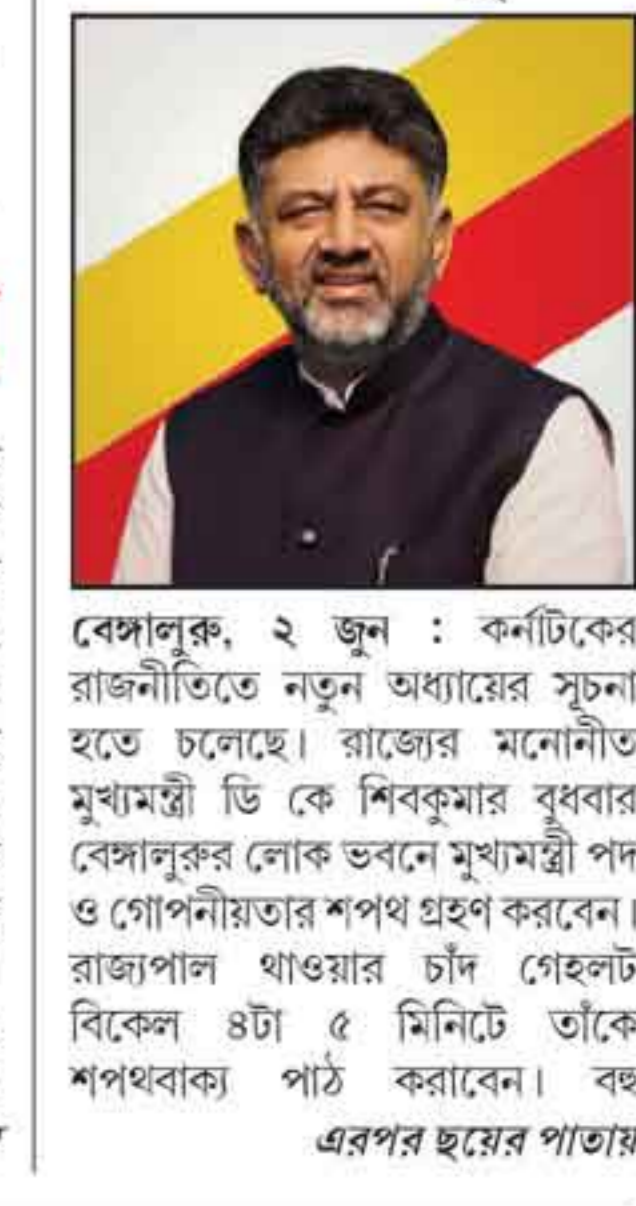 বেঙ্গালুরু, ২ জুন : কর্নাটকের
রাজনীতিতে নতুন অধ্যায়ের সূচনা
হতে চলেছে। রাজ্যের মনোনীত
মুখ্যমন্ত্রী ডি কে শিবকুমার বুধবার
বেঙ্গালুরুর লোক ভবনে মুখ্যমন্ত্রী পদ
ও গোপনীয়তার শপথ গ্রহণ করবেন।
রাজ্যপাল থাওয়ার চাঁদ গেহলট
বিকেল ৪টা ৫ মিনিটে তাঁকে
শপথবাক্য পাঠ করাবেন। বহু
এরপর ছয়ের পাতায়